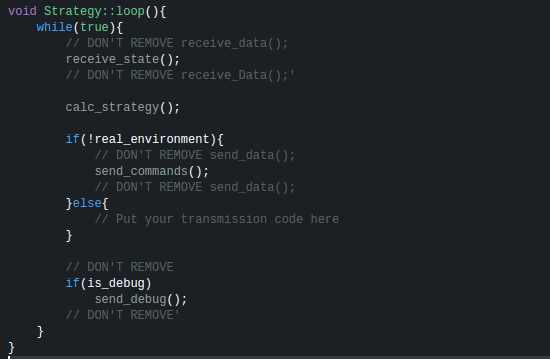 void Strategy::loop(){
    while(true){
        // DON'T REMOVE receive_data();
        receive_state();
        // DON'T REMOVE receive_Data();'

        calc_strategy();

        if(!real_environment){
            // DON'T REMOVE send_data();
            send_commands();
            // DON'T REMOVE send_data();
        }else{
            // Put your transmission code here
        }

        // DON'T REMOVE
        if(is_debug)
            send_debug();
        // DON'T REMOVE'
    }
}